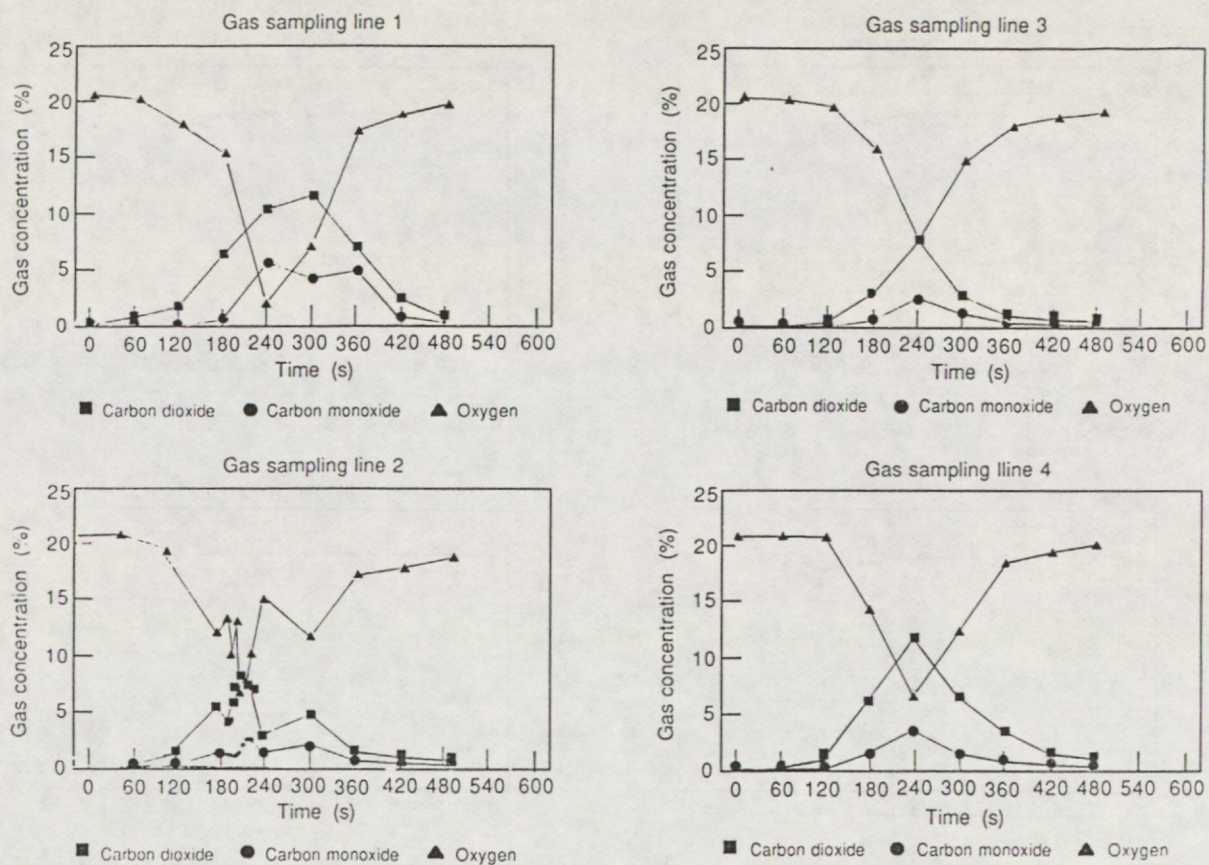 Gas sampling line 1
25
20
15
10
5
0
Gas concentration (%)
0 60 120 180 240 300 360 420 480 540 600
Time (s)
Carbon dioxide Carbon monoxide Oxygen
Gas sampling line 3
25
20
15
10
5
0
Gas concentration (%)
0 60 120 180 240 300 360 420 480 540 600
Time (s)
Carbon dioxide Carbon monoxide Oxygen
Gas sampling line 2
25
20
15
10
5
0
Gas concentration (%)
0 60 120 180 240 300 360 420 480 540 600
Time (s)
Carbon dioxide Carbon monoxide Oxygen
Gas sampling lline 4
25
20
15
10
5
0
Gas concentration (%)
0 60 120 180 240 300 360 420 480 540 600
Time (s)
Carbon dioxide Carbon monoxide Oxygen